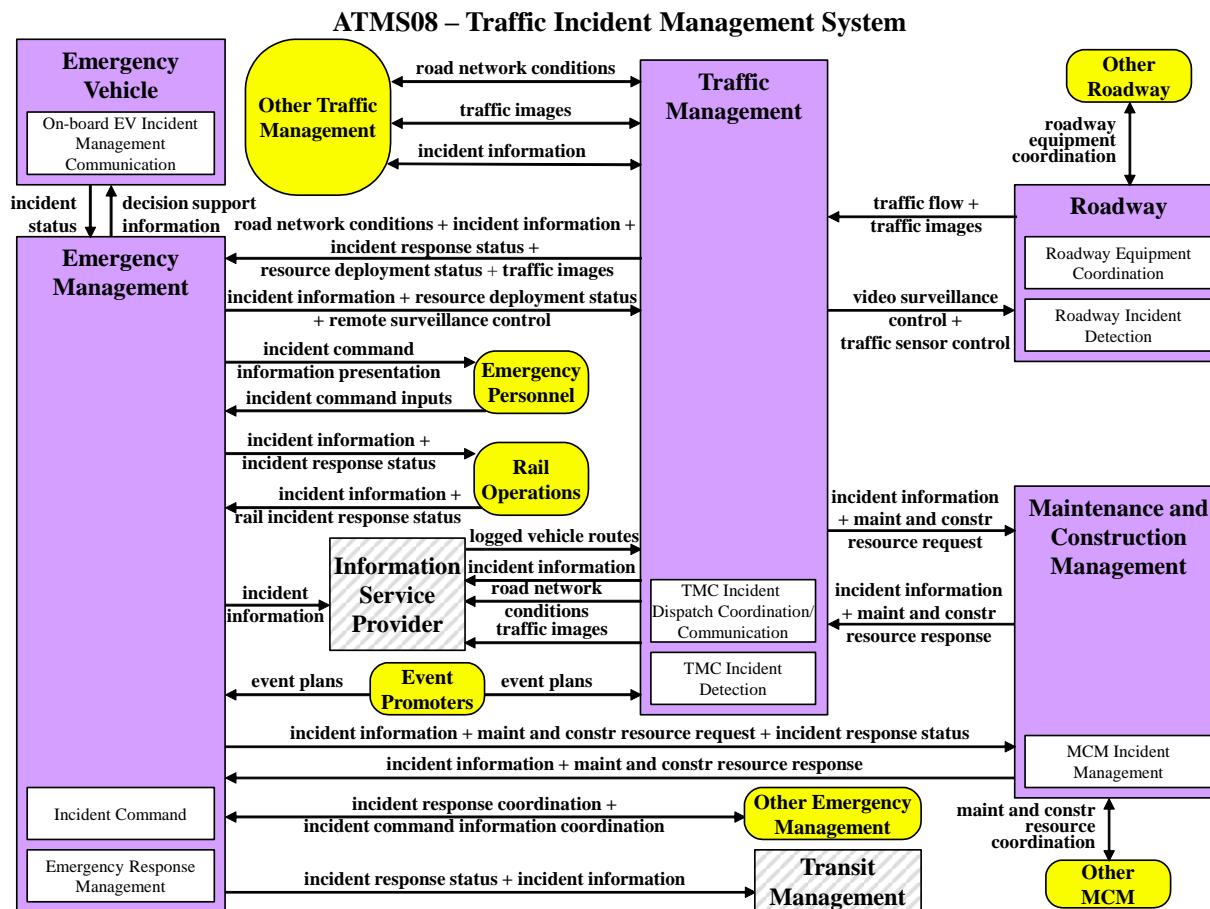 ATMS08 – Traffic Incident Management System
Emergency
Vehicle
On-board EV Incident
Management
Communication
incident
status
decision support
information
Other Traffic
Management
road network conditions
traffic images
incident information
Traffic
Management
Other
Roadway
roadway
equipment
coordination
traffic flow +
traffic images
Roadway
Roadway Equipment
Coordination
Roadway Incident
Detection
video surveillance
control +
traffic sensor control
Emergency
Management
road network conditions + incident information +
incident response status +
resource deployment status + traffic images
incident information + resource deployment status
+ remote surveillance control
incident command
information presentation
Emergency
Personnel
incident command inputs
incident information +
incident response status
Rail
Operations
incident information +
rail incident response status
logged vehicle routes
incident information
road network
conditions
traffic images
Information
Service
Provider
incident
information
TMC Incident
Dispatch Coordination/
Communication
TMC Incident
Detection
event plans
Event
Promoters
event plans
incident information
+ maint and constr
resource request
incident information
+ maint and constr
resource response
Maintenance and
Construction
Management
MCM Incident
Management
incident information + maint and constr resource request + incident response status
incident information + maint and constr resource response
Incident Command
incident response coordination +
incident command information coordination
Other Emergency
Management
maint and constr
resource
coordination
Other
MCM
Emergency Response
Management
incident response status + incident information
Transit
Management